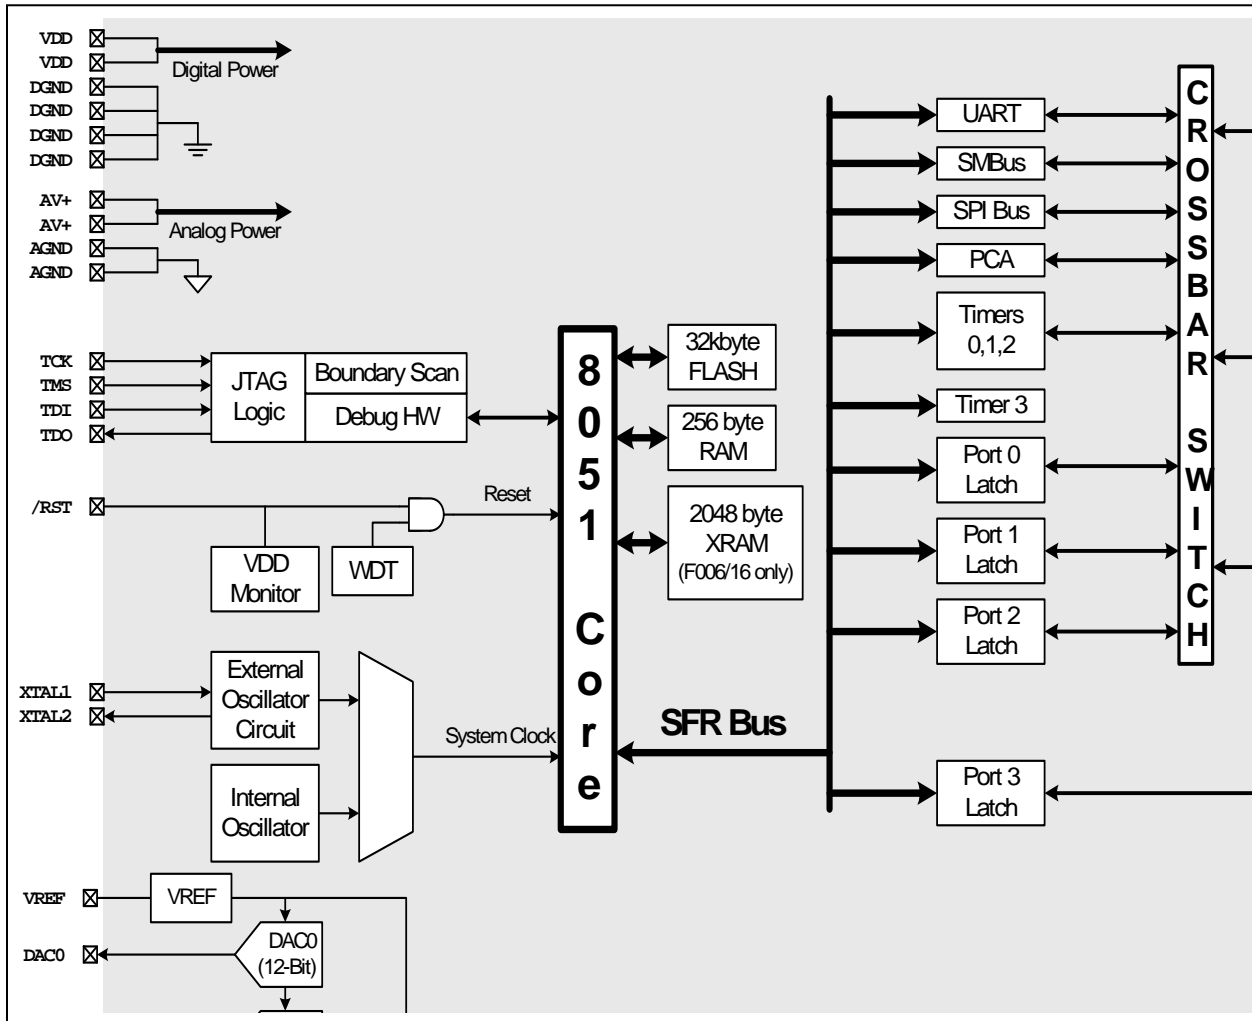 VDD
VDD
Digital Power
DGND
DGND
DGND
DGND
AV+
AV+
Analog Power
AGND
AGND
TCK
TMS
TDI
TDO
JTAG
Logic
Boundary Scan
Debug HW
/RST
VDD
Monitor
WDT
Reset
XTAL1
XTAL2
External
Oscillator
Circuit
Internal
Oscillator
System Clock
VREF
VREF
DAC0
DAC0
(12-Bit)
8051 Core
32kbyte
FLASH
256 byte
RAM
2048 byte
XRAM
(F006/16 only)
SFR Bus
UART
SMBus
SPI Bus
PCA
Timers
0,1,2
Timer 3
Port 0
Latch
Port 1
Latch
Port 2
Latch
Port 3
Latch
CROSSBAR SWITCH